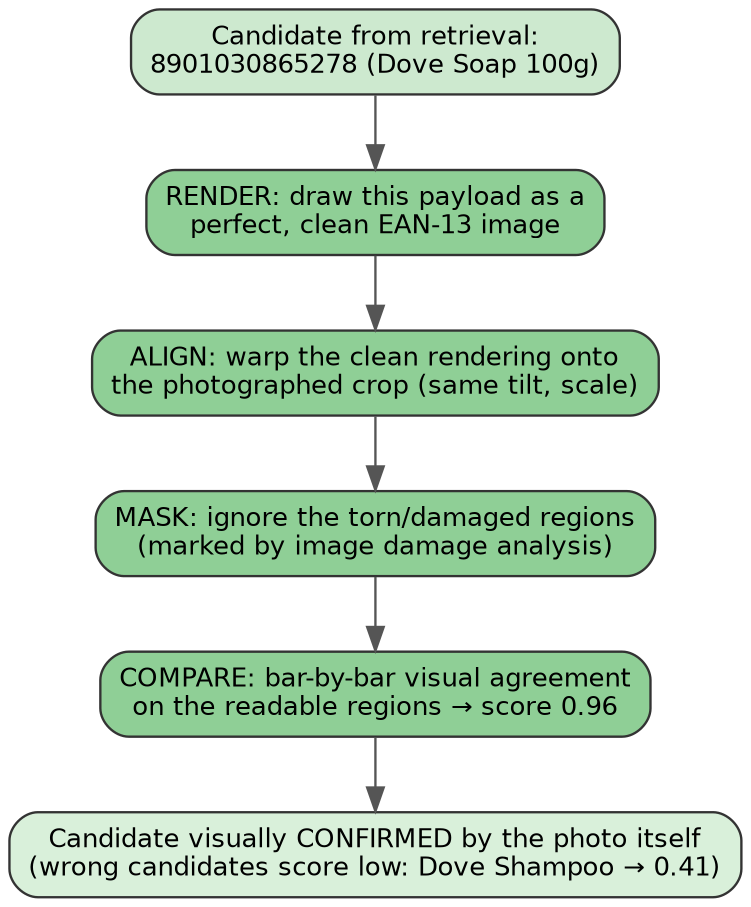 Candidate from retrieval:
8901030865278 (Dove Soap 100g)
RENDER: draw this payload as a
perfect, clean EAN-13 image
ALIGN: warp the clean rendering onto
the photographed crop (same tilt, scale)
MASK: ignore the torn/damaged regions
(marked by image damage analysis)
COMPARE: bar-by-bar visual agreement
on the readable regions → score 0.96
Candidate visually CONFIRMED by the photo itself
(wrong candidates score low: Dove Shampoo → 0.41)